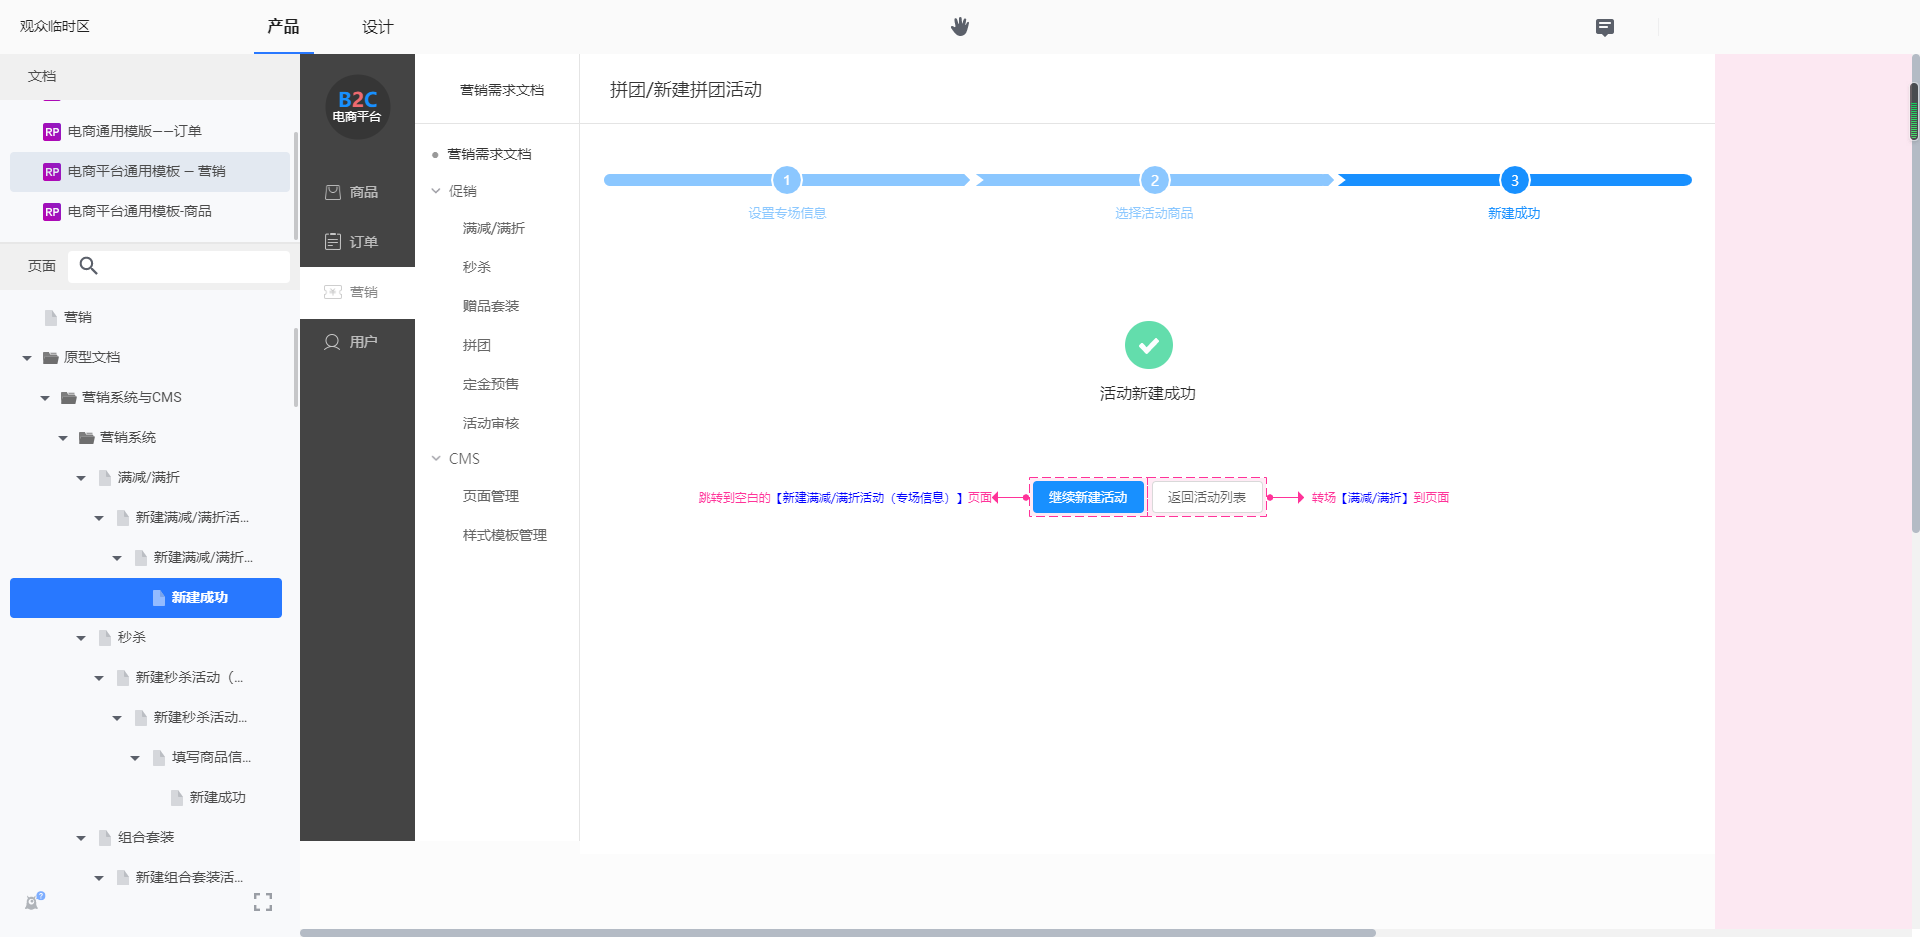 观众临时区
产品
设计
文档
RP 电商通用模版——订单
RP 电商平台通用模板 — 营销
RP 电商平台通用模板-商品
页面
营销
原型文档
营销系统与CMS
营销系统
满减/满折
新建满减/满折活...
新建满减/满折...
新建成功
秒杀
新建秒杀活动（...
新建秒杀活动...
填写商品信...
新建成功
组合套装
新建组合套装活...
?
B2C
电商平台
商品
订单
营销
用户
营销需求文档
营销需求文档
促销
满减/满折
秒杀
赠品套装
拼团
定金预售
活动审核
CMS
页面管理
样式模板管理
拼团/新建拼团活动
1
2
3
设置专场信息
选择活动商品
新建成功
活动新建成功
跳转到空白的【新建满减/满折活动（专场信息）】页面
继续新建活动
返回活动列表
转场【满减/满折】到页面